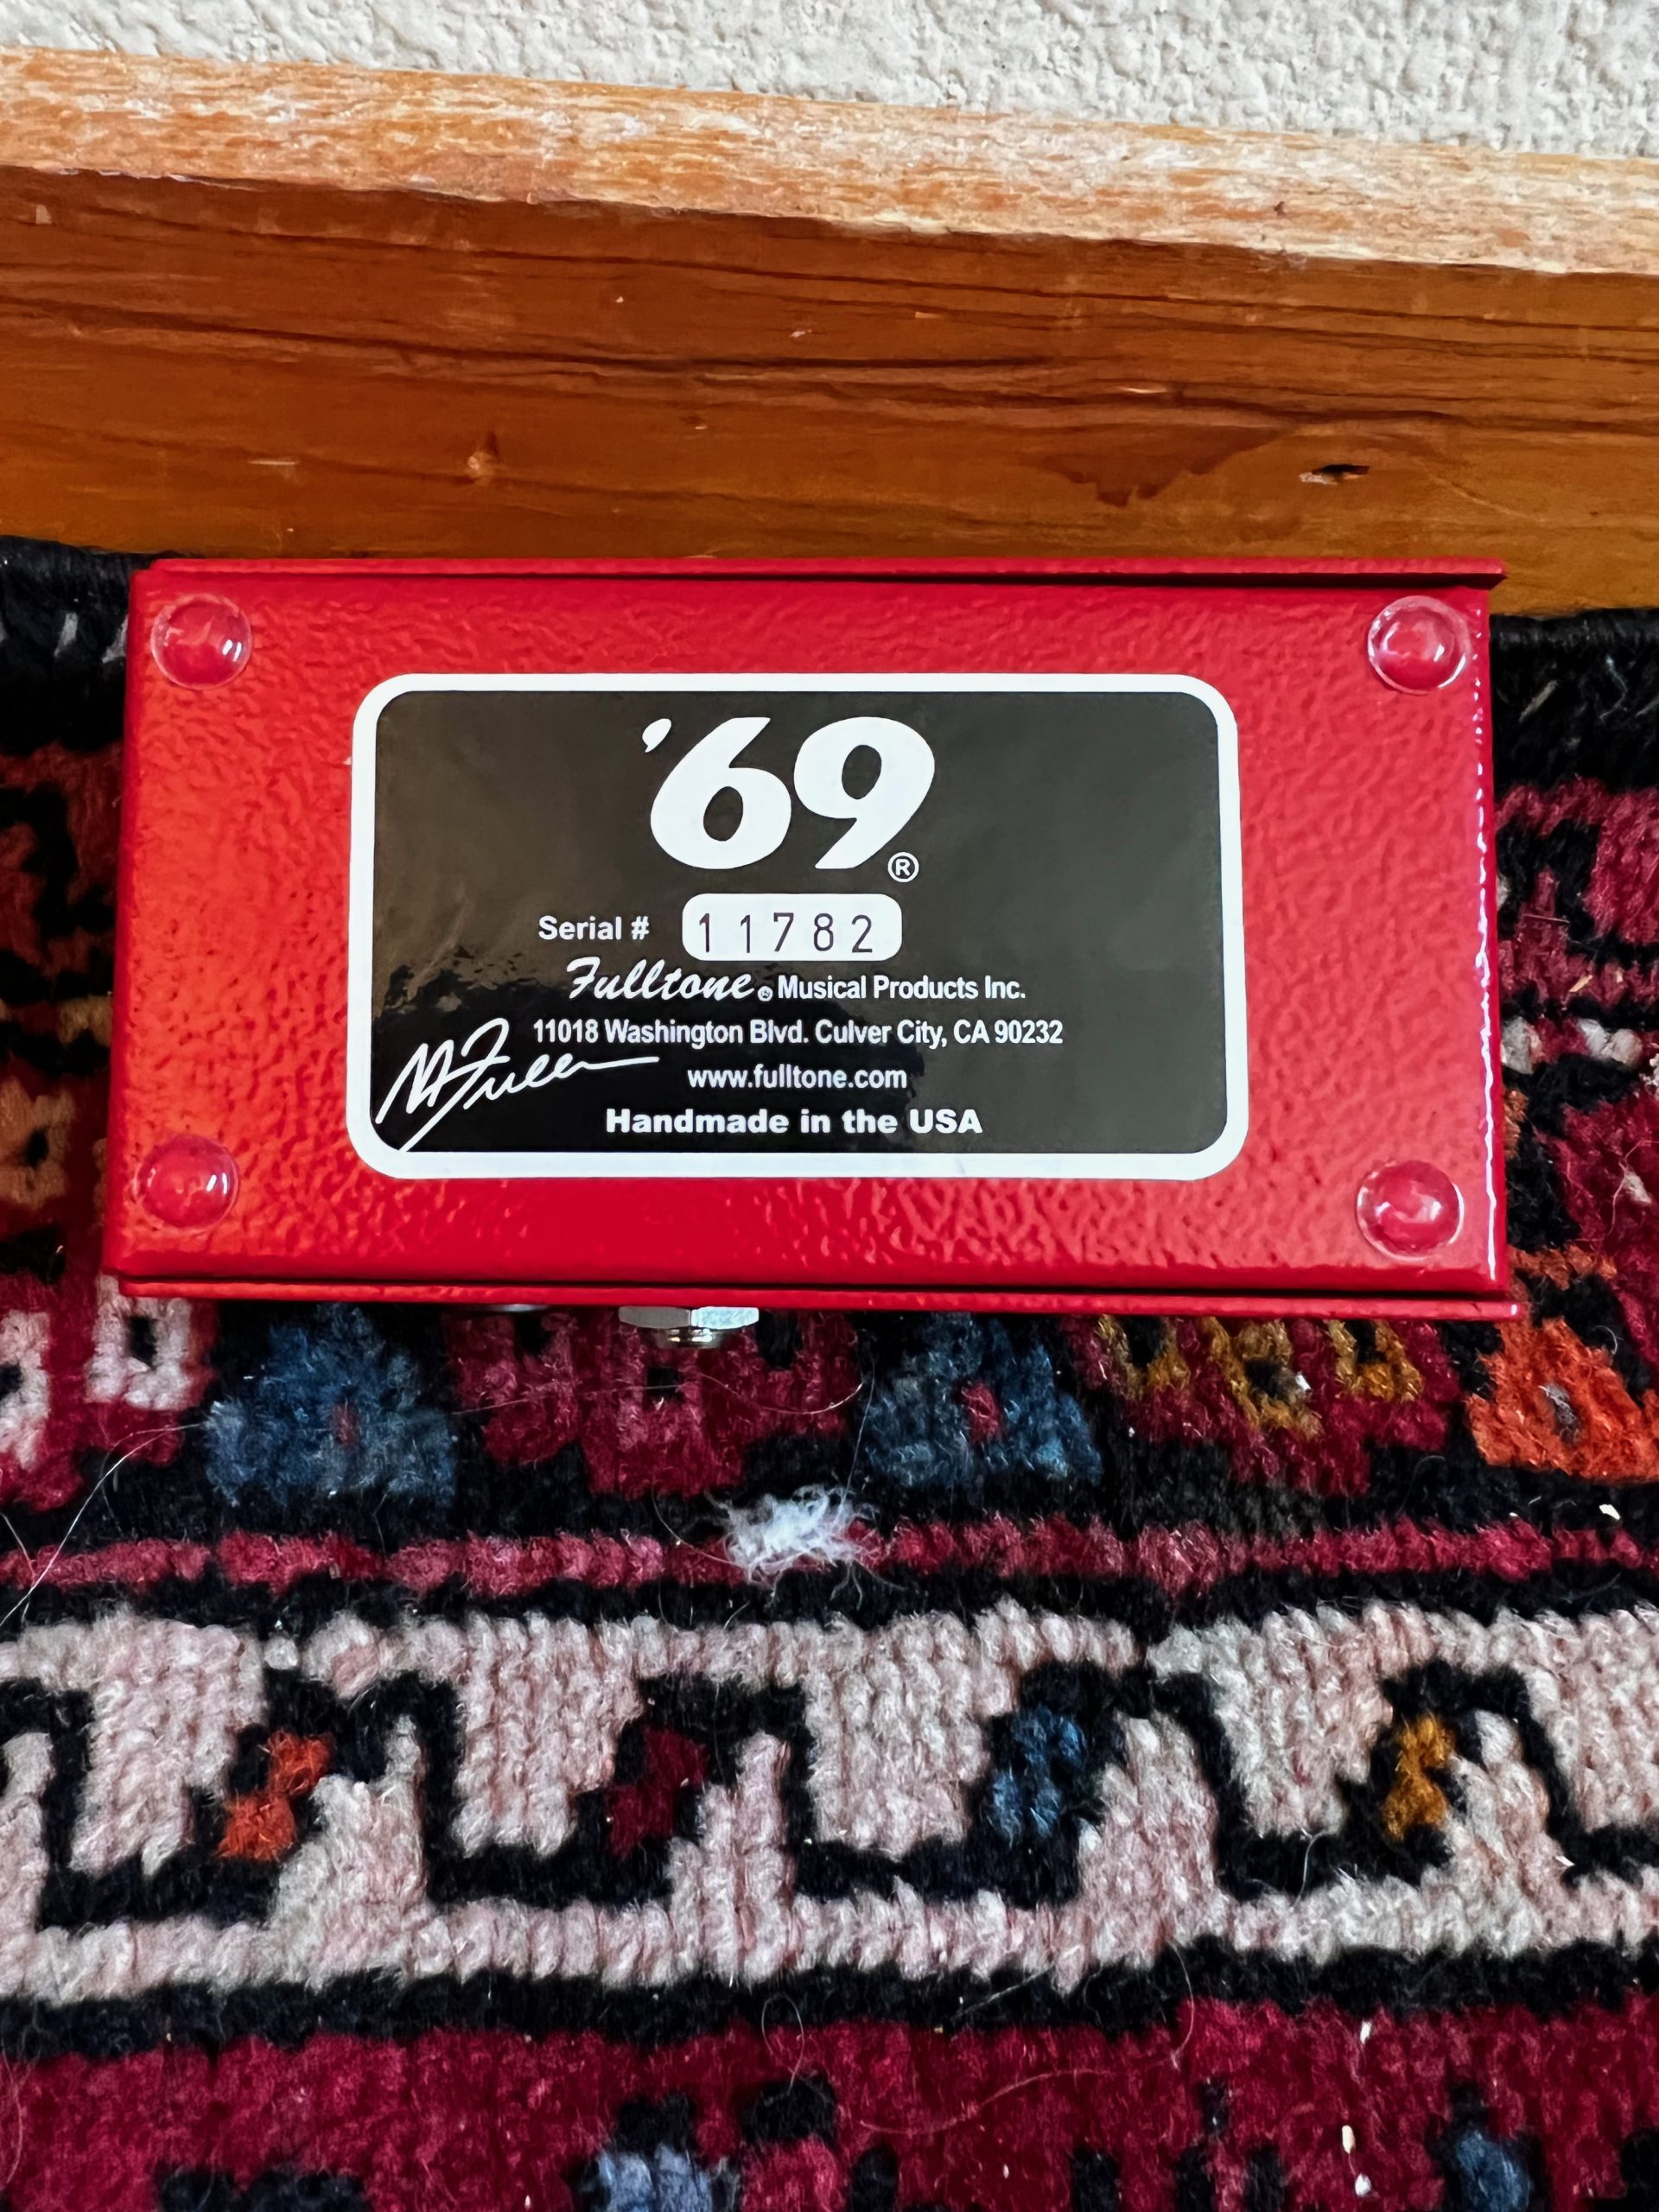 '69®
Serial # 11782
Fulltone® Musical Products Inc.
11018 Washington Blvd. Culver City, CA 90232
M Fuller
www.fulltone.com
Handmade in the USA